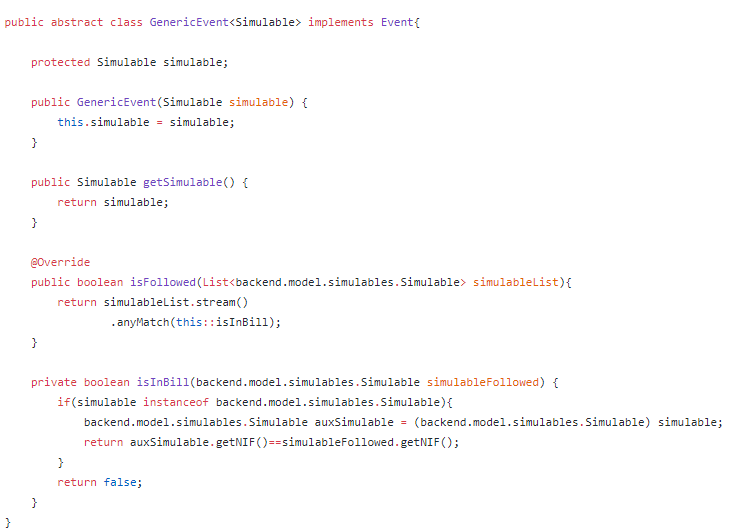 public abstract class GenericEvent<Simulable> implements Event{
protected Simulable simulable;
public GenericEvent(Simulable simulable) {
this.simulable = simulable;
}
public Simulable getSimulable() {
return simulable;
}
@Override
public boolean isFollowed(List<backend.model.simulables.Simulable> simulableList){
return simulableList.stream()
.anyMatch(this::isInBill);
}
private boolean isInBill(backend.model.simulables.Simulable simulableFollowed) {
if(simulable instanceof backend.model.simulables.Simulable){
backend.model.simulables.Simulable auxSimulable = (backend.model.simulables.Simulable) simulable;
return auxSimulable.getNIF()==simulableFollowed.getNIF();
}
return false;
}
}